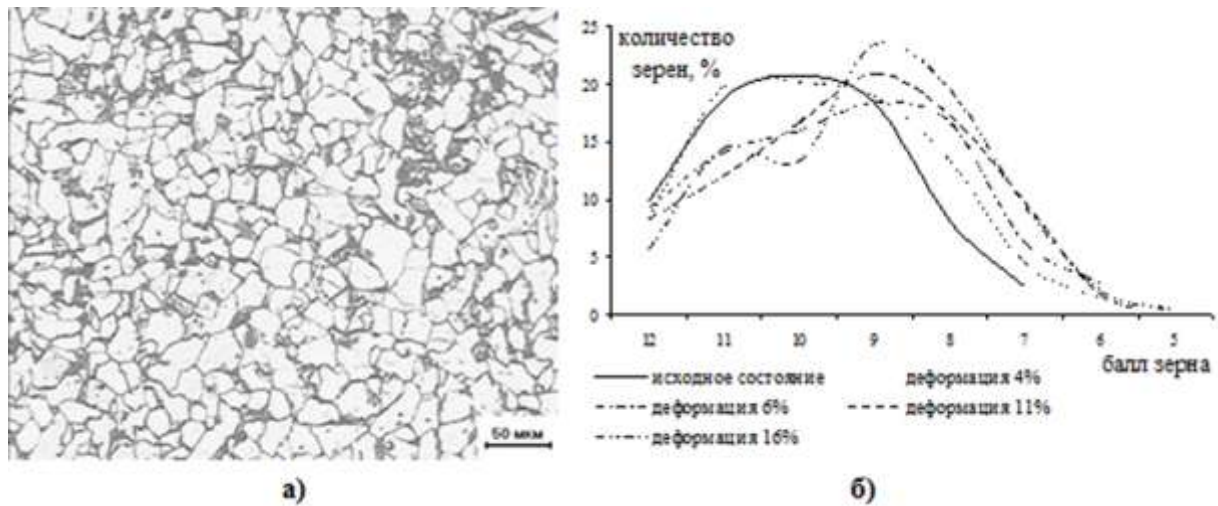 50 мкм
а)
25
20
15
10
5
0
количество
зерен, %
12 11 10 9 8 7 6 5
балл зерна
исходное состояние деформация 4%
деформация 6% деформация 11%
деформация 16%
б)